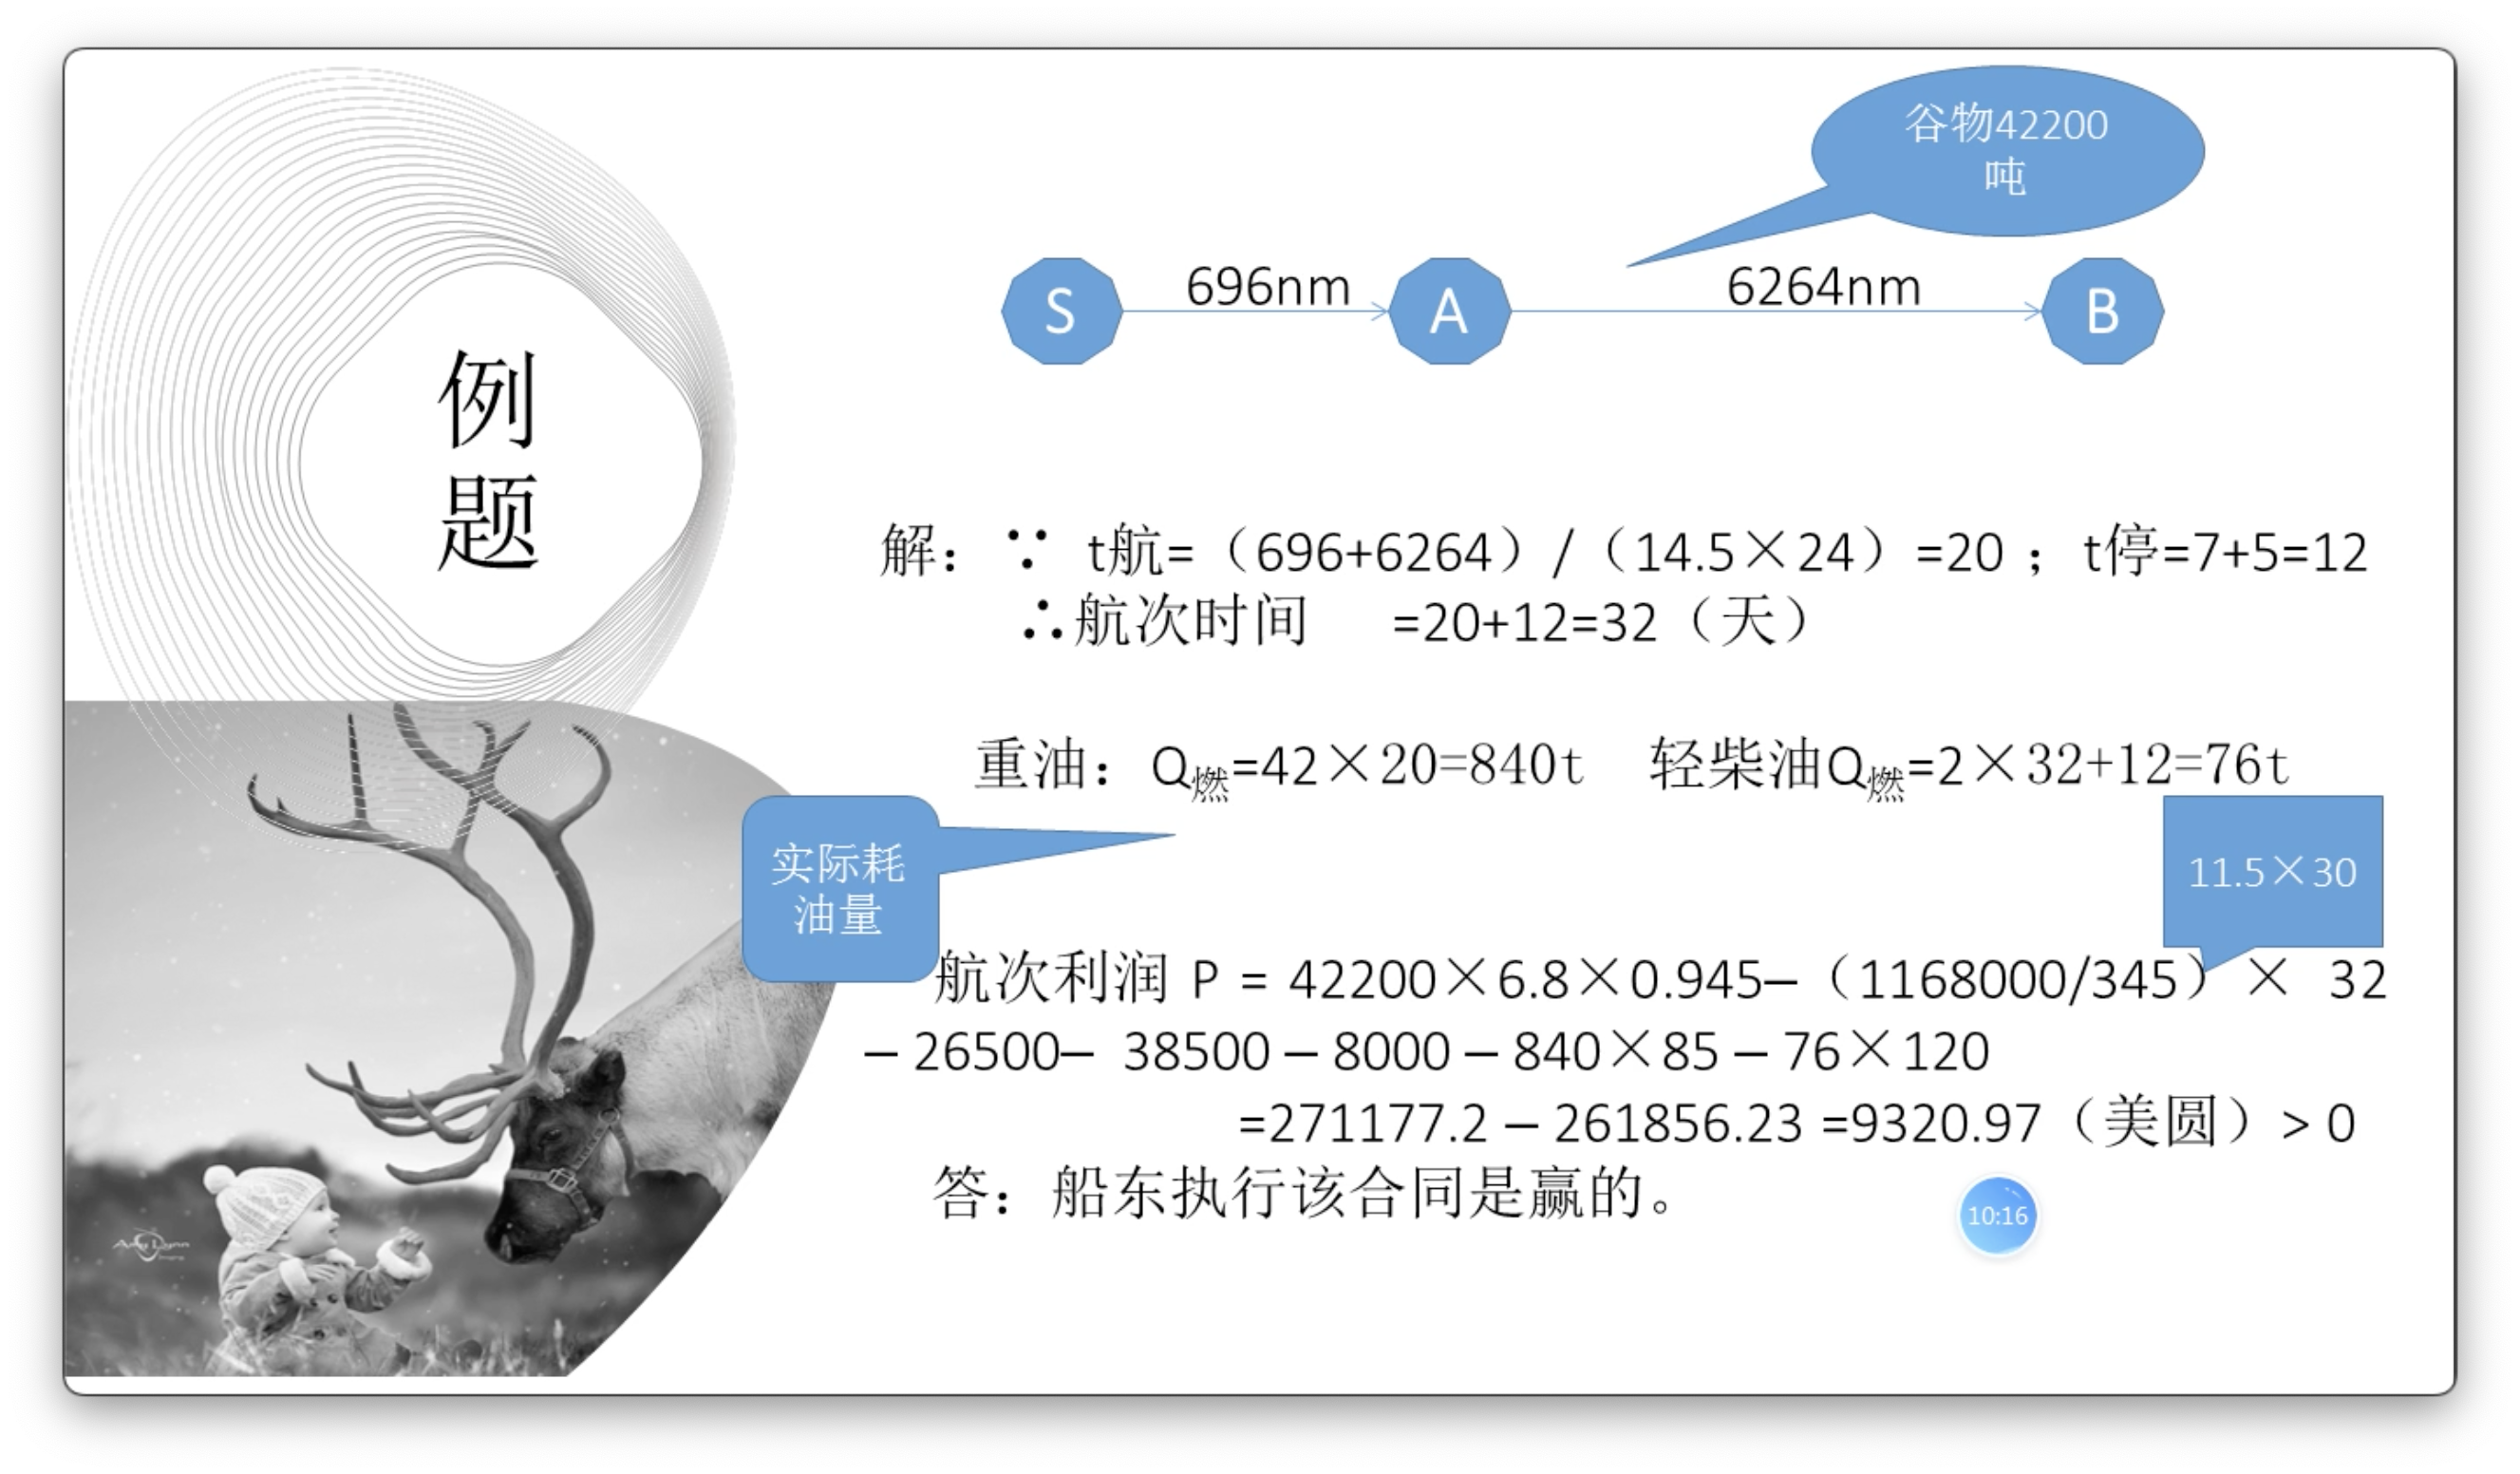 谷物42200
吨
S
696nm
A
6264nm
B
例
题
解：∵ t航=（696+6264）/（14.5×24）=20；t停=7+5=12
∴航次时间 =20+12=32（天）
重油：Q燃=42×20=840t 轻柴油Q燃=2×32+12=76t
实际耗
油量
11.5×30
航次利润 P = 42200×6.8×0.945–（1168000/345）× 32
– 26500– 38500 – 8000 – 840×85 – 76×120
=271177.2 – 261856.23 =9320.97（美圆）> 0
答：船东执行该合同是赢的。
10:16
Amy Lynn